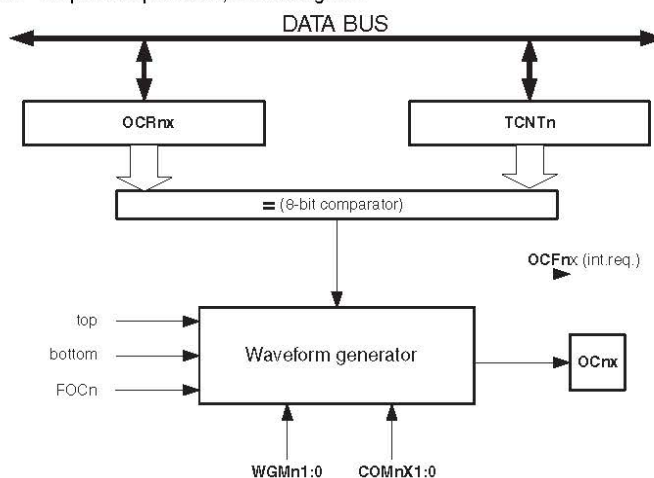 DATA BUS
OCRnx
TCNTn
= (8-bit comparator)
OCFnx (int.req.)
top
bottom
FOCn
Waveform generator
OCnx
WGMn1:0
COMnX1:0